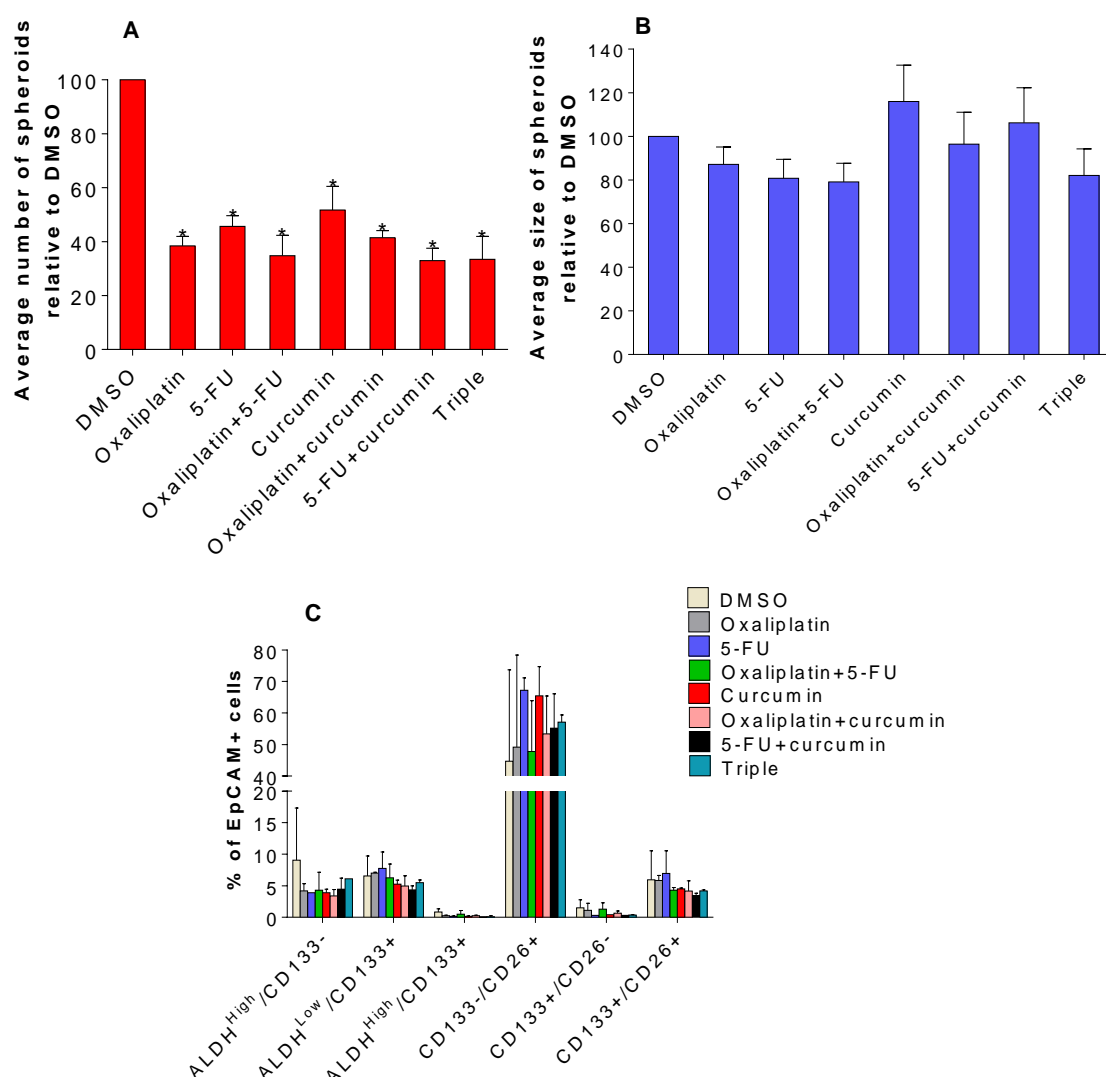 A
Average number of spheroids
relative to DMSO
100
80
60
40
20
0
*
*
*
*
*
*
*
DMSO
Oxaliplatin
5-FU
Oxaliplatin+5-FU
Curcumin
Oxaliplatin+curcumin
5-FU+curcumin
Triple
B
Average size of spheroids
relative to DMSO
140
120
100
80
60
40
20
0
DMSO
Oxaliplatin
5-FU
Oxaliplatin+5-FU
Curcumin
Oxaliplatin+curcumin
5-FU+curcumin
Triple
C
% of EpCAM+ cells
80
70
60
50
40
20
15
10
5
0
ALDHHigh/CD133-
ALDHLow/CD133+
ALDHHigh/CD133+
CD133-/CD26+
CD133+/CD26-
CD133+/CD26+
DMSO
Oxaliplatin
5-FU
Oxaliplatin+5-FU
Curcumin
Oxaliplatin+curcumin
5-FU+curcumin
Triple